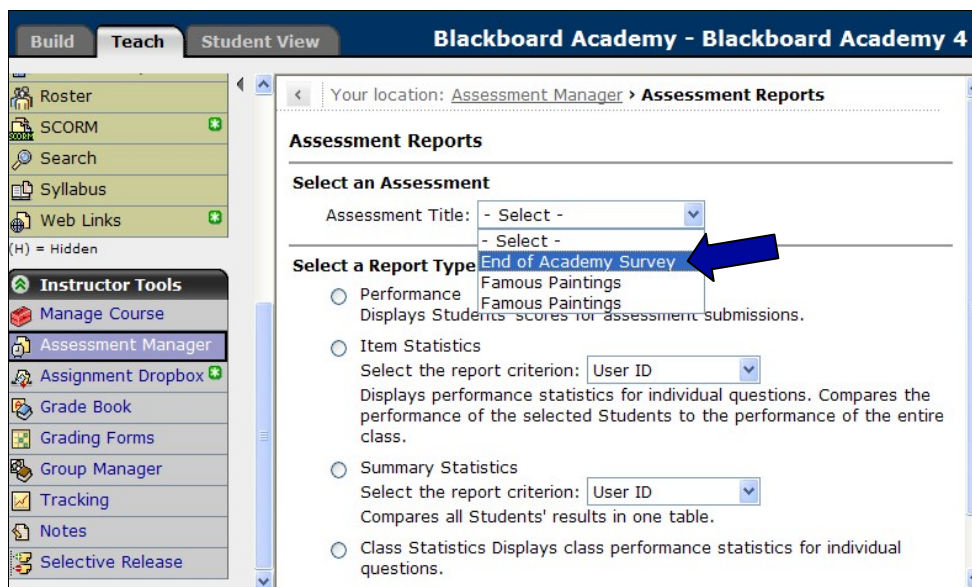 Build Teach Student View Blackboard Academy - Blackboard Academy 4
Roster
SCORM
Search
Syllabus
Web Links
(H) = Hidden
Instructor Tools
Manage Course
Assessment Manager
Assignment Dropbox
Grade Book
Grading Forms
Group Manager
Tracking
Notes
Selective Release
Your location: Assessment Manager › Assessment Reports
Assessment Reports
Select an Assessment
Assessment Title: - Select -
- Select -
End of Academy Survey
Famous Paintings
Famous Paintings
Select a Report Type
Performance
Displays Students' scores for assessment submissions.
Item Statistics
Select the report criterion: User ID
Displays performance statistics for individual questions. Compares the
performance of the selected Students to the performance of the entire
class.
Summary Statistics
Select the report criterion: User ID
Compares all Students' results in one table.
Class Statistics Displays class performance statistics for individual
questions.